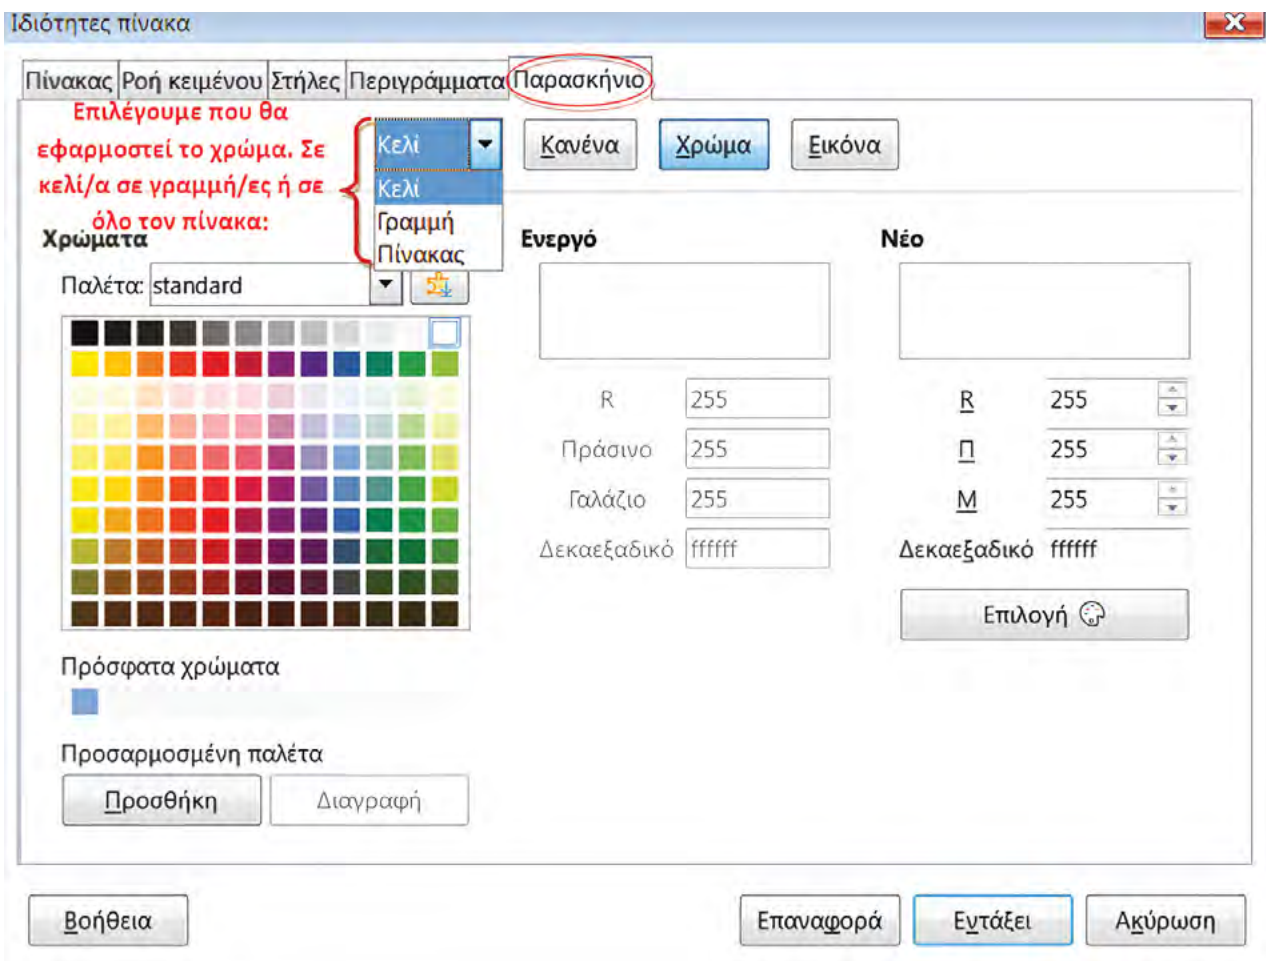 Ιδιότητες πίνακα
Πίνακας Ροή κειμένου Στήλες Περιγράμματα Παρασκήνιο
Επιλέγουμε που θα
εφαρμοστεί το χρώμα. Σε
κελί/α σε γραμμή/ες ή σε
όλο τον πίνακα:
Κελί
Κελί
Γραμμή
Πίνακας
Κανένα Χρώμα Εικόνα
Χρώματα
Παλέτα: standard
Πρόσφατα χρώματα
Προσαρμοσμένη παλέτα
Προσθήκη Διαγραφή
Ενεργό
R 255
Πράσινο 255
Γαλάζιο 255
Δεκαεξαδικό ffffff
Νέο
R 255
Π 255
Μ 255
Δεκαεξαδικό ffffff
Επιλογή
Βοήθεια Επαναφορά Εντάξει Ακύρωση